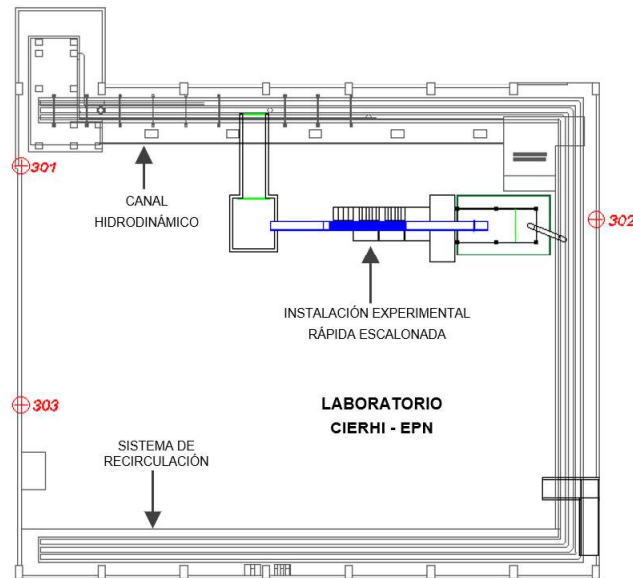 301
CANAL
HIDRODINÁMICO
302
INSTALACIÓN EXPERIMENTAL
RÁPIDA ESCALONADA
303
LABORATORIO
CIERHI - EPN
SISTEMA DE
RECIRCULACIÓN